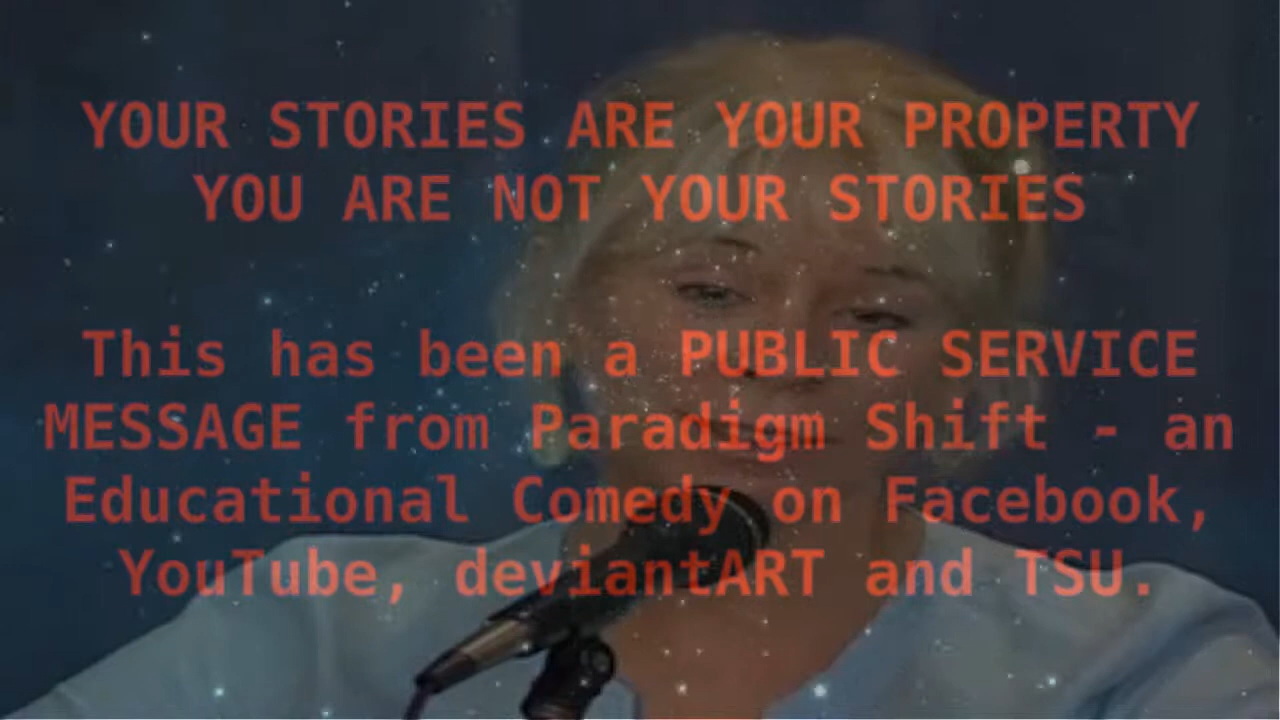 YOUR STORIES ARE YOUR PROPERTY
YOU ARE NOT YOUR STORIES
This has been a PUBLIC SERVICE
MESSAGE from Paradigm Shift - an
Educational Comedy on Facebook,
YouTube, deviantART and TSU.